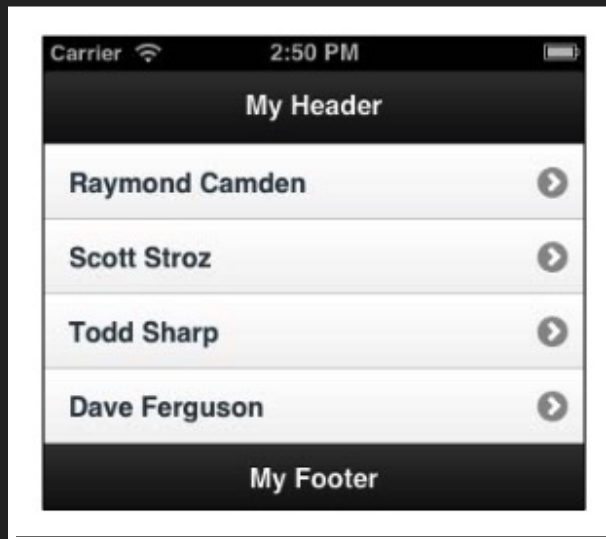 Carrier 2:50 PM
My Header
Raymond Camden
Scott Stroz
Todd Sharp
Dave Ferguson
My Footer